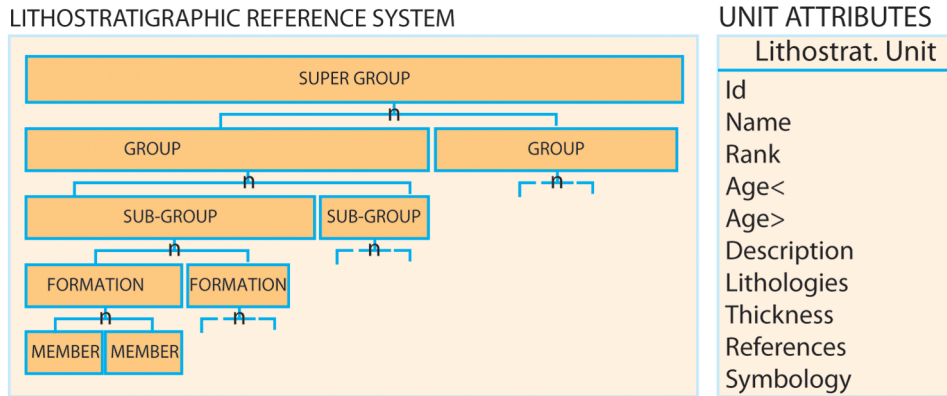 LITHOSTRATIGRAPHIC REFERENCE SYSTEM
SUPER GROUP
n
GROUP
GROUP
n
n
SUB-GROUP
SUB-GROUP
n
n
FORMATION
FORMATION
n
n
MEMBER
MEMBER
UNIT ATTRIBUTES
Lithostrat. Unit
Id
Name
Rank
Age<
Age>
Description
Lithologies
Thickness
References
Symbology